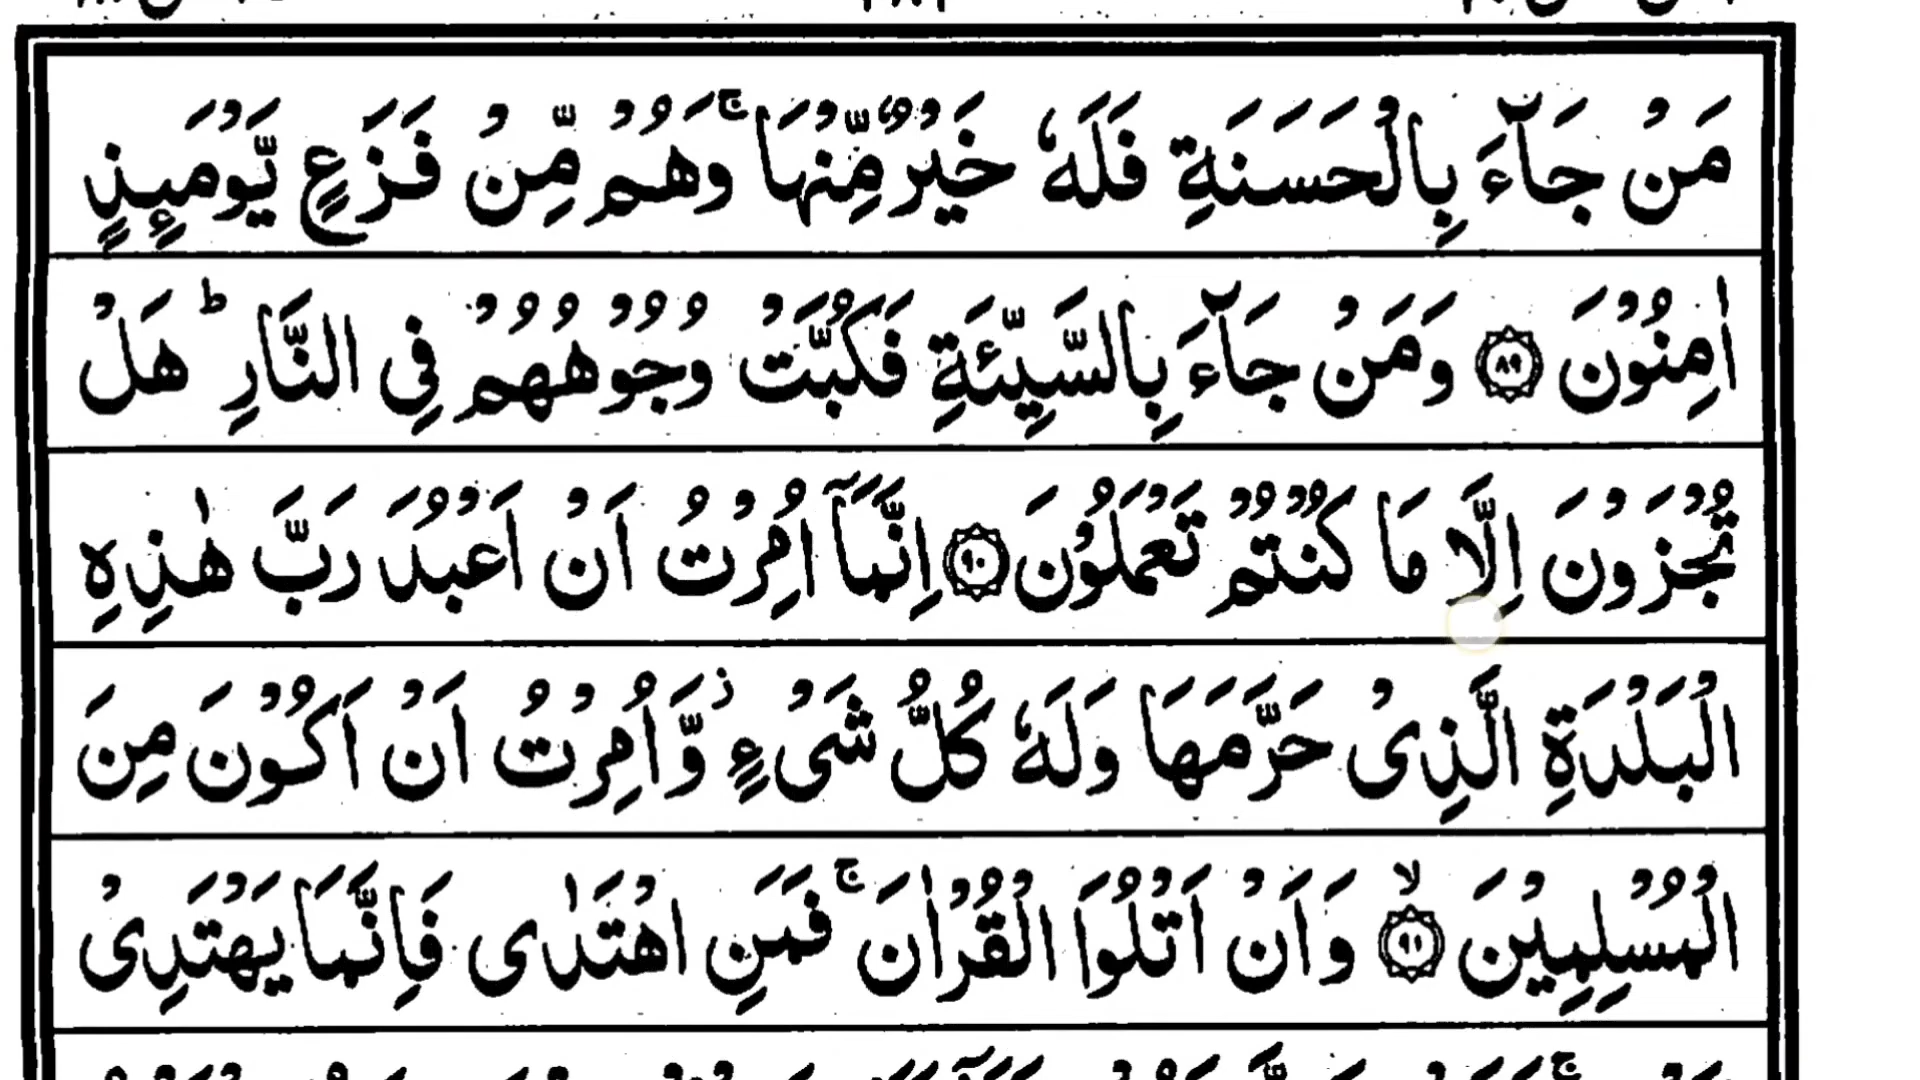 مَنْ جَآءَ بِالْحَسَنَةِ فَلَهٗ خَيْرٌ مِّنْهَا ۚ وَهُمْ مِّنْ فَزَعٍ يَّوْمَىِٕذٍ
اٰمِنُوْنَ ﴿۸۹﴾ وَمَنْ جَآءَ بِالسَّيِّئَةِ فَكُبَّتْ وُجُوْهُهُمْ فِى النَّارِ ؕ هَلْ
تُجْزَوْنَ اِلَّا مَا كُنْتُمْ تَعْمَلُوْنَ ﴿۹۰﴾ اِنَّمَآ اُمِرْتُ اَنْ اَعْبُدَ رَبَّ هٰذِهِ
الْبَلْدَةِ الَّذِىْ حَرَّمَهَا وَلَهٗ كُلُّ شَىْءٍ ؗ وَّاُمِرْتُ اَنْ اَكُوْنَ مِنَ
الْمُسْلِمِيْنَ ۙ﴿۹۱﴾ وَاَنْ اَتْلُوَا الْقُرْاٰنَ ۚ فَمَنِ اهْتَدٰى فَاِنَّمَا يَهْتَدِىْ